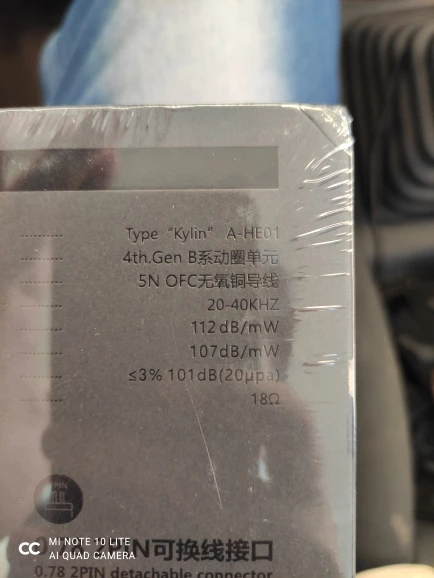 Type “Kylin” A-HE01
4th.Gen B系动圈单元
5N OFC无氧铜导线
20-40KHZ
112dB/mW
107dB/mW
≤3% 101dB(20μpa)
18Ω
MI NOTE 10 LITE
AI QUAD CAMERA
N可换线接口
0.78 2PIN detachable connector